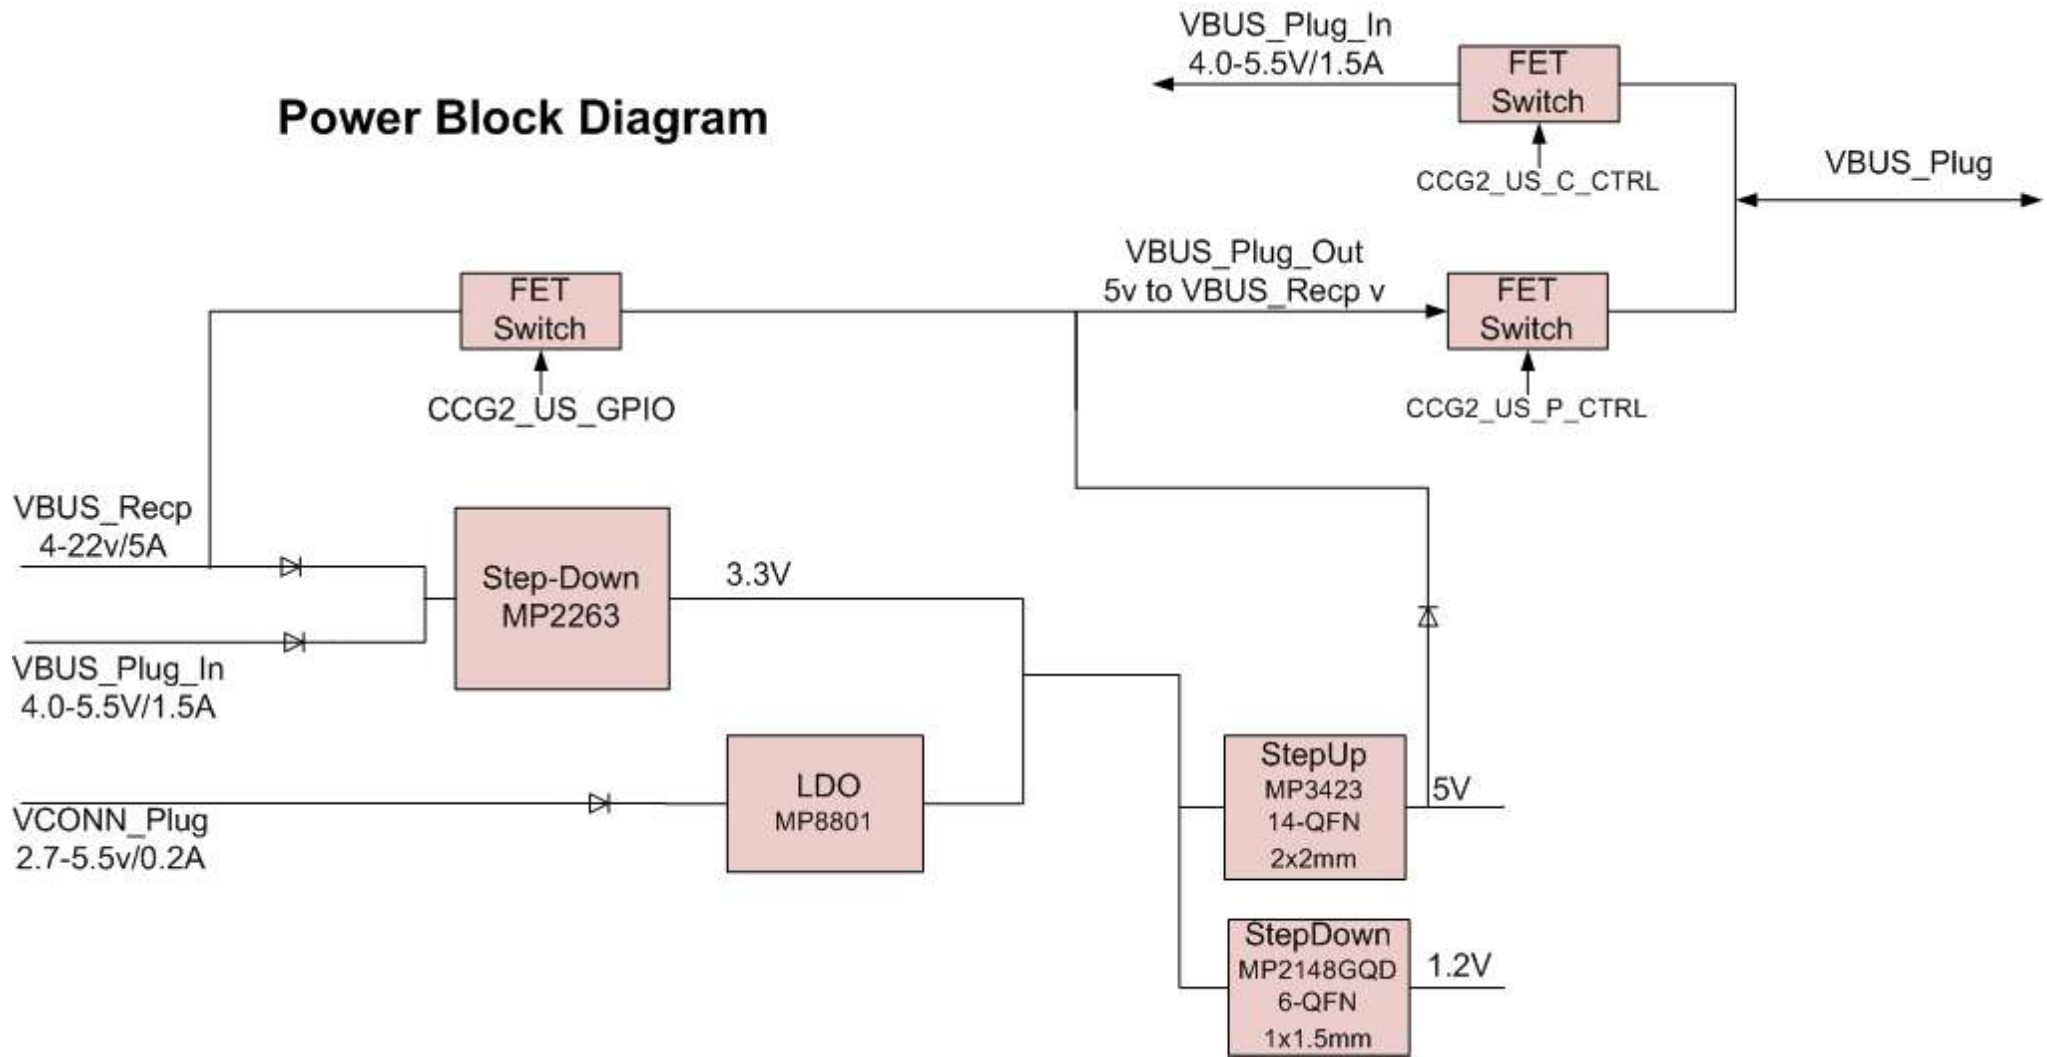 VBUS_Plug_In
4.0-5.5V/1.5A
FET
Switch
Power Block Diagram
CCG2_US_C_CTRL
VBUS_Plug
VBUS_Plug_Out
5v to VBUS_Recp v
FET
Switch
FET
Switch
CCG2_US_GPIO
CCG2_US_P_CTRL
VBUS_Recp
4-22v/5A
Step-Down
MP2263
3.3V
VBUS_Plug_In
4.0-5.5V/1.5A
LDO
MP8801
VCONN_Plug
2.7-5.5v/0.2A
StepUp
MP3423
14-QFN
2x2mm
5V
StepDown
MP2148GQD
6-QFN
1x1.5mm
1.2V